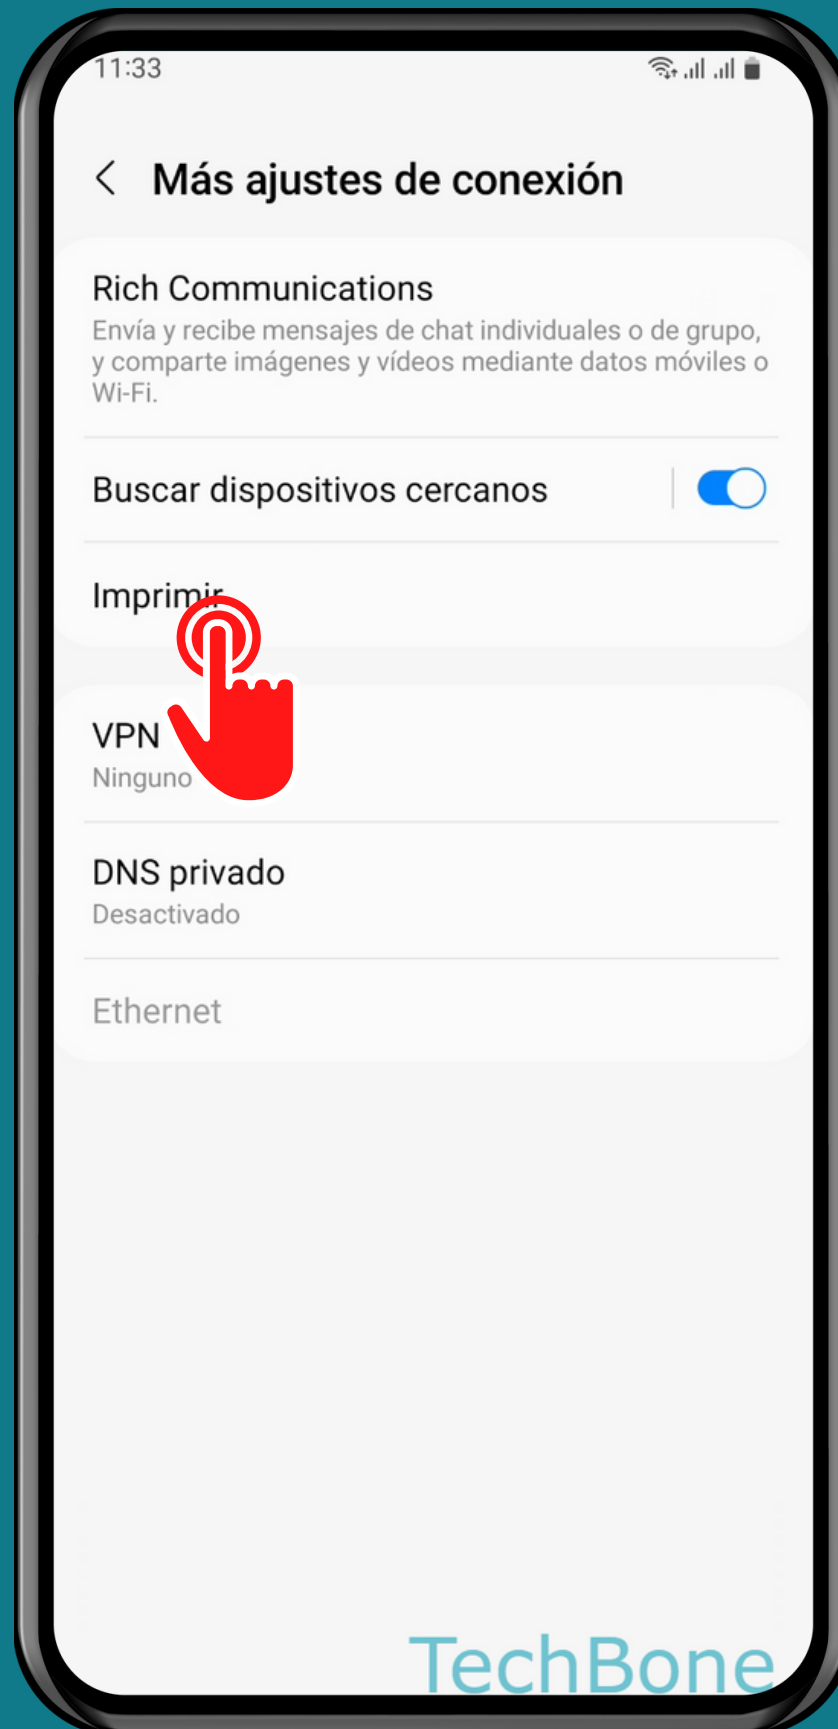 11:33
Más ajustes de conexión
Rich Communications
Envía y recibe mensajes de chat individuales o de grupo,
y comparte imágenes y vídeos mediante datos móviles o
Wi-Fi.
Buscar dispositivos cercanos
Imprimir
VPN
Ninguno
DNS privado
Desactivado
Ethernet
TechBone